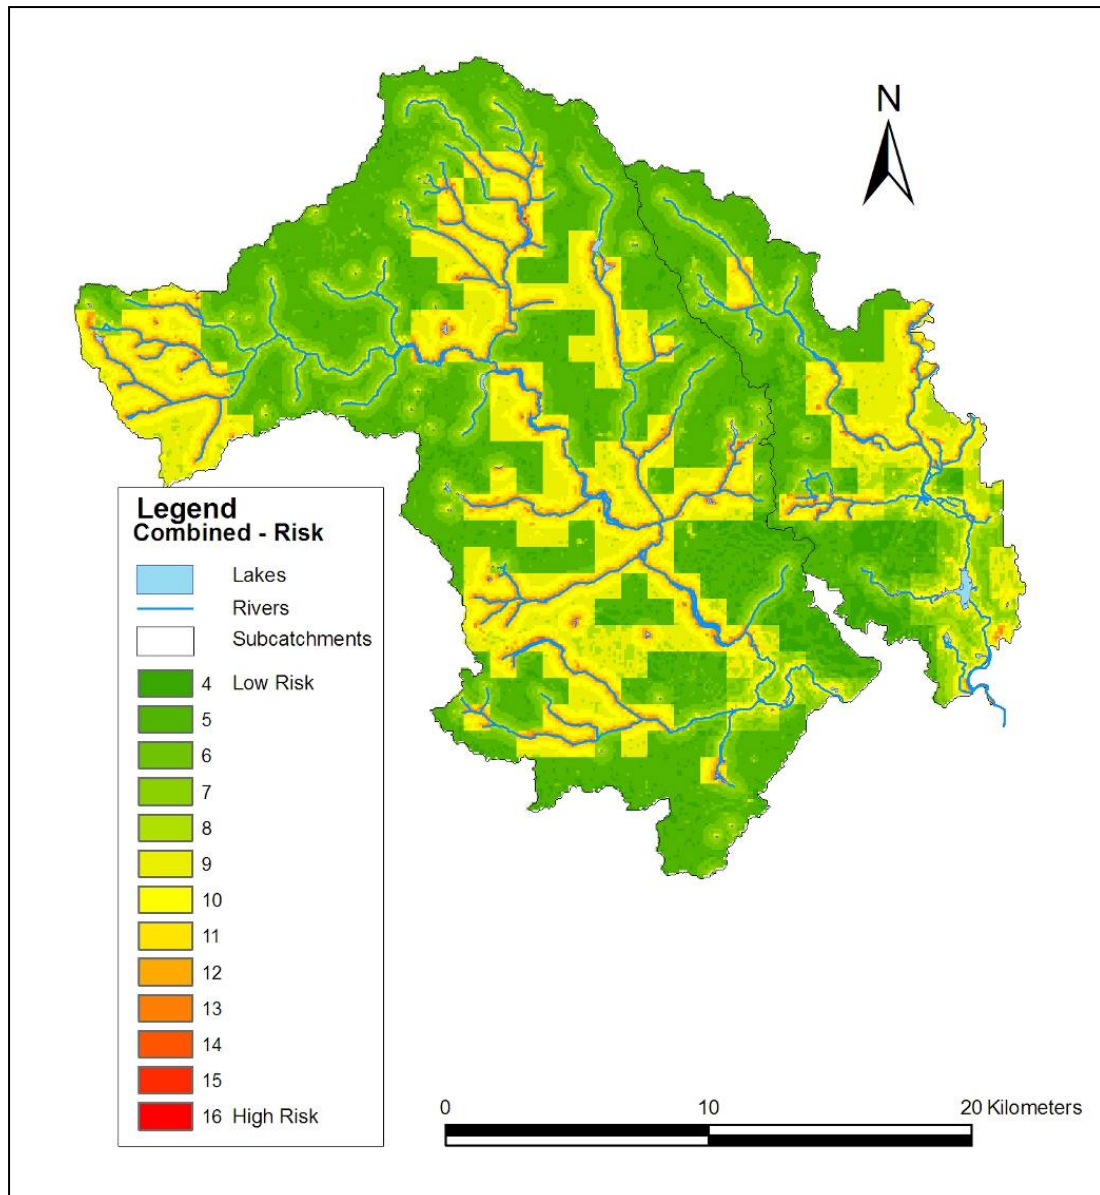 N
Legend
Combined - Risk
Lakes
Rivers
Subcatchments
4 Low Risk
5
6
7
8
9
10
11
12
13
14
15
16 High Risk
0 10 20 Kilometers